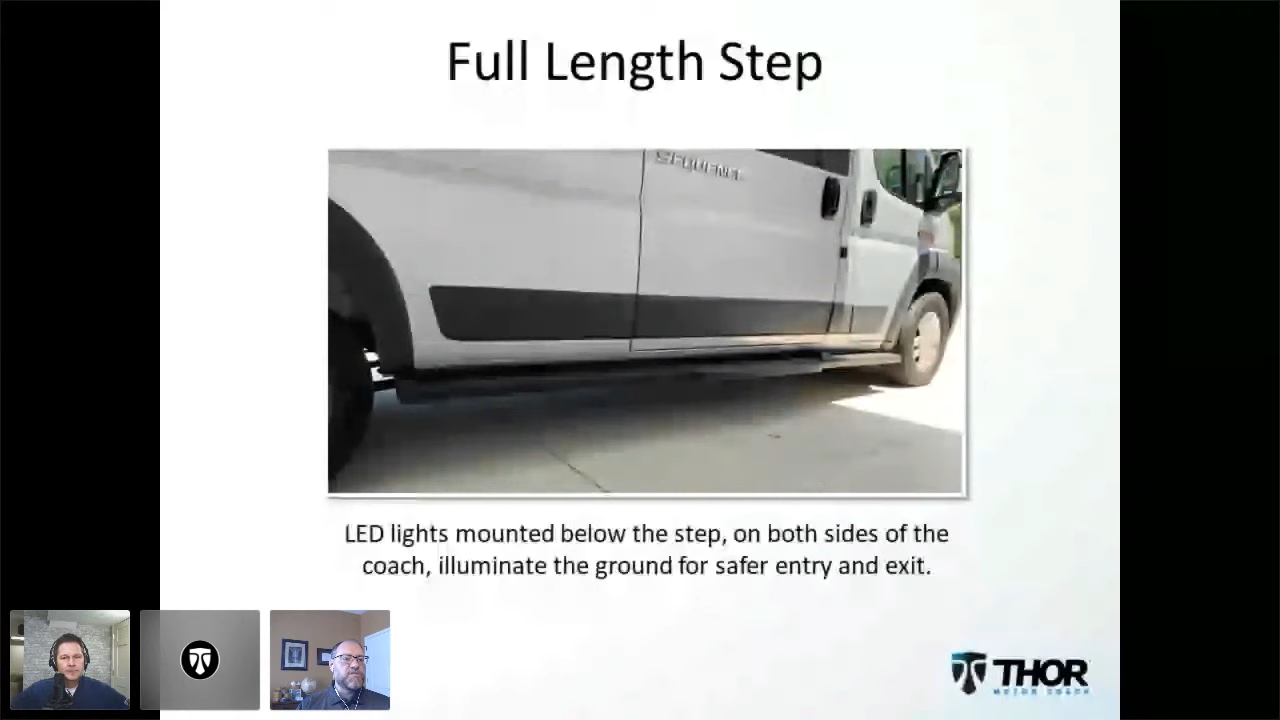 Full Length Step
SEQUENCE
LED lights mounted below the step, on both sides of the
coach, illuminate the ground for safer entry and exit.
THOR
MOTOR COACH